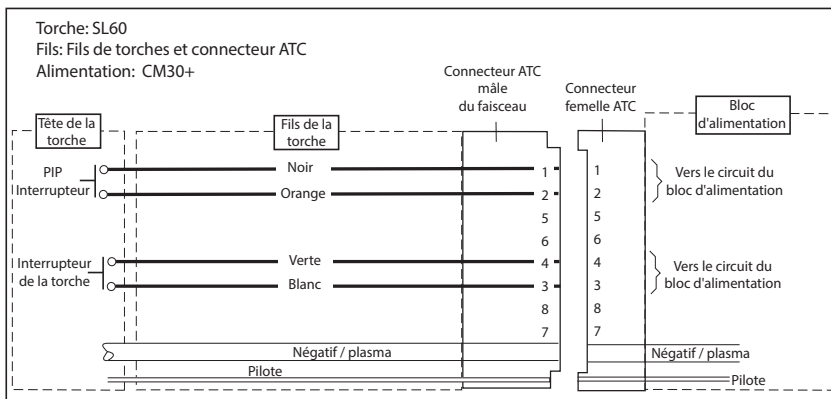 Torche: SL60
Fils: Fils de torches et connecteur ATC
Alimentation: CM30+
Connecteur ATC
mâle
du faisceau
Connecteur
femelle ATC
Bloc
d'alimentation
Tête de la
torche
Fils de la
torche
PIP
Interrupteur
Noir
1
1
Vers le circuit du
bloc d'alimentation
Orange
2
2
5
5
6
6
Interrupteur
de la torche
Verte
4
4
Vers le circuit du
bloc d'alimentation
Blanc
3
3
8
8
7
7
Négatif / plasma
Négatif / plasma
Pilote
Pilote